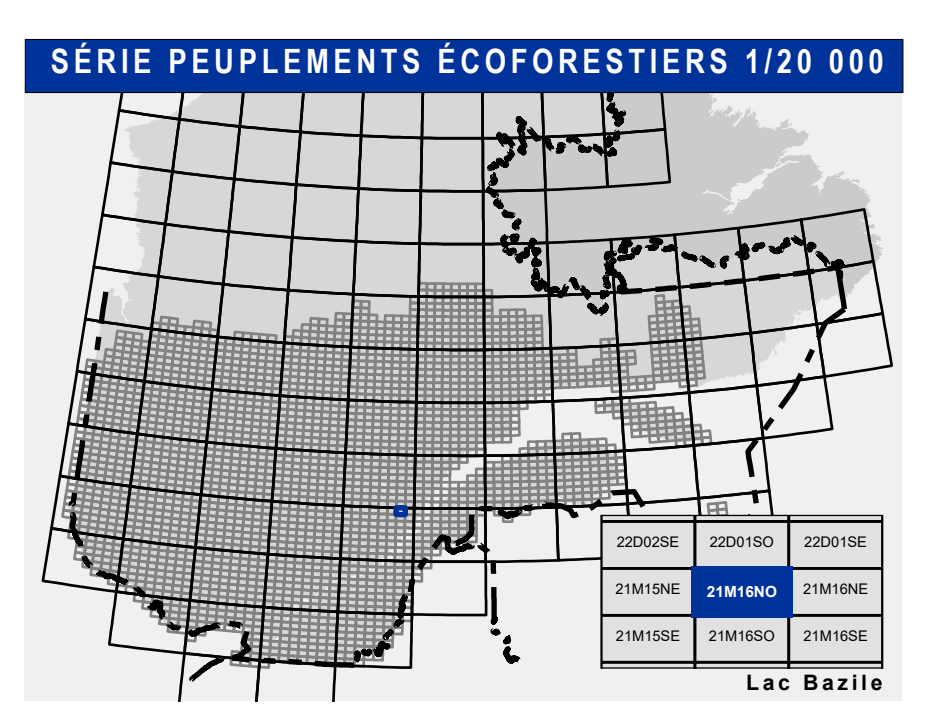 SÉRIE PEUPLEMENTS ÉCOFORESTIERS 1/20 000
22D02SE 22D01SO 22D01SE
21M15NE 21M16NO 21M16NE
21M15SE 21M16SO 21M16SE
Lac Bazile